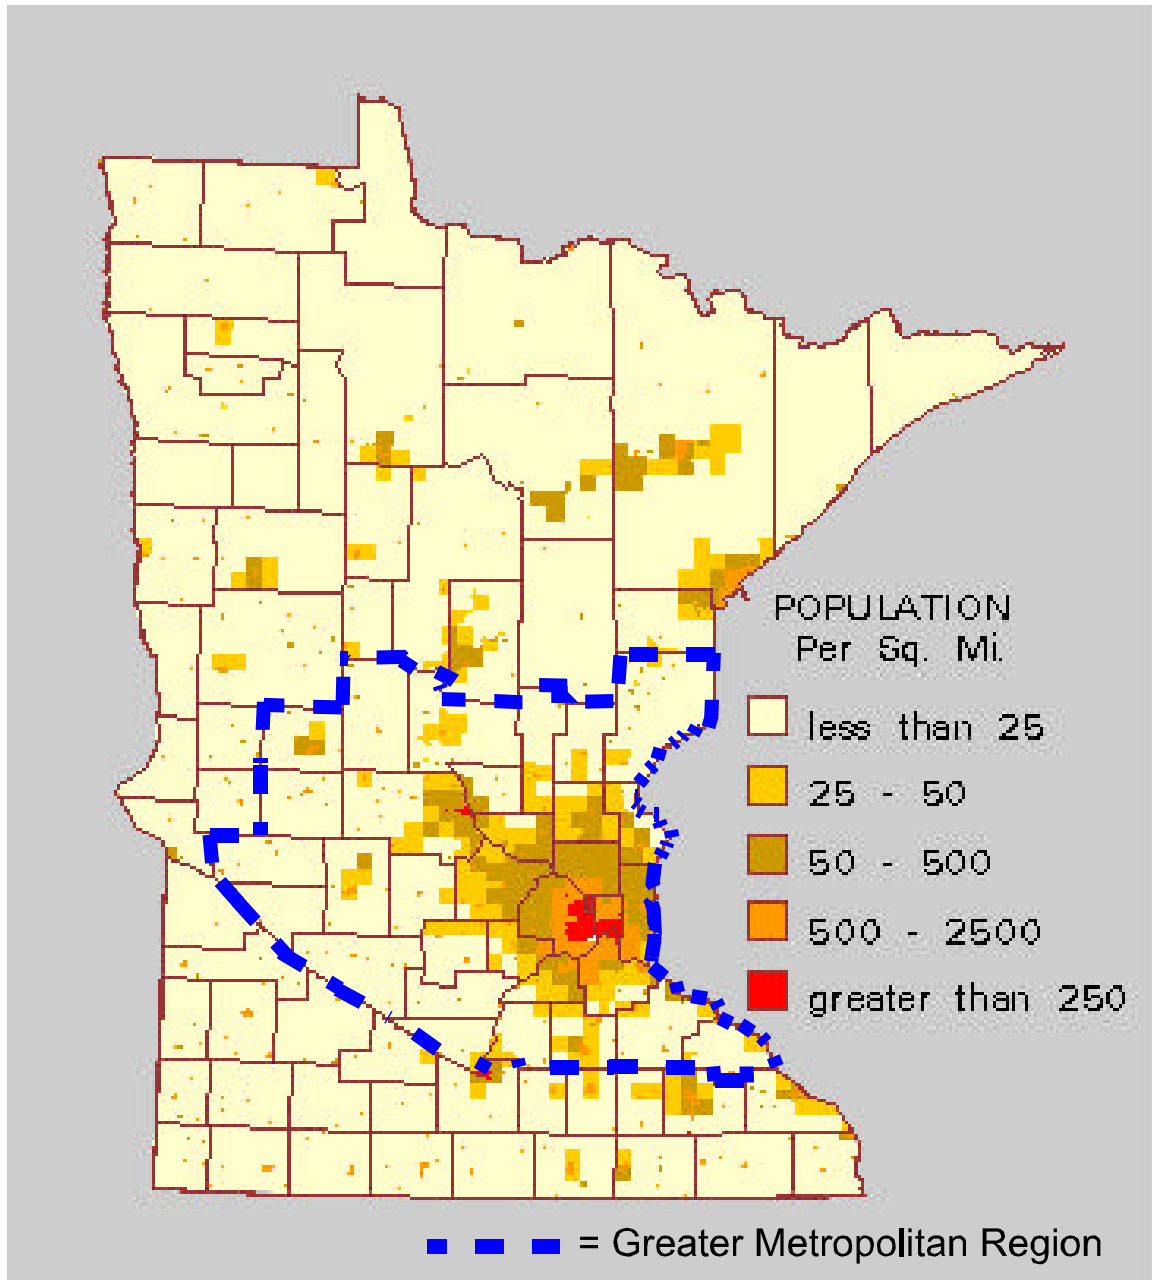 POPULATION
Per Sq. Mi.
less than 25
25 - 50
50 - 500
500 - 2500
greater than 250
= Greater Metropolitan Region